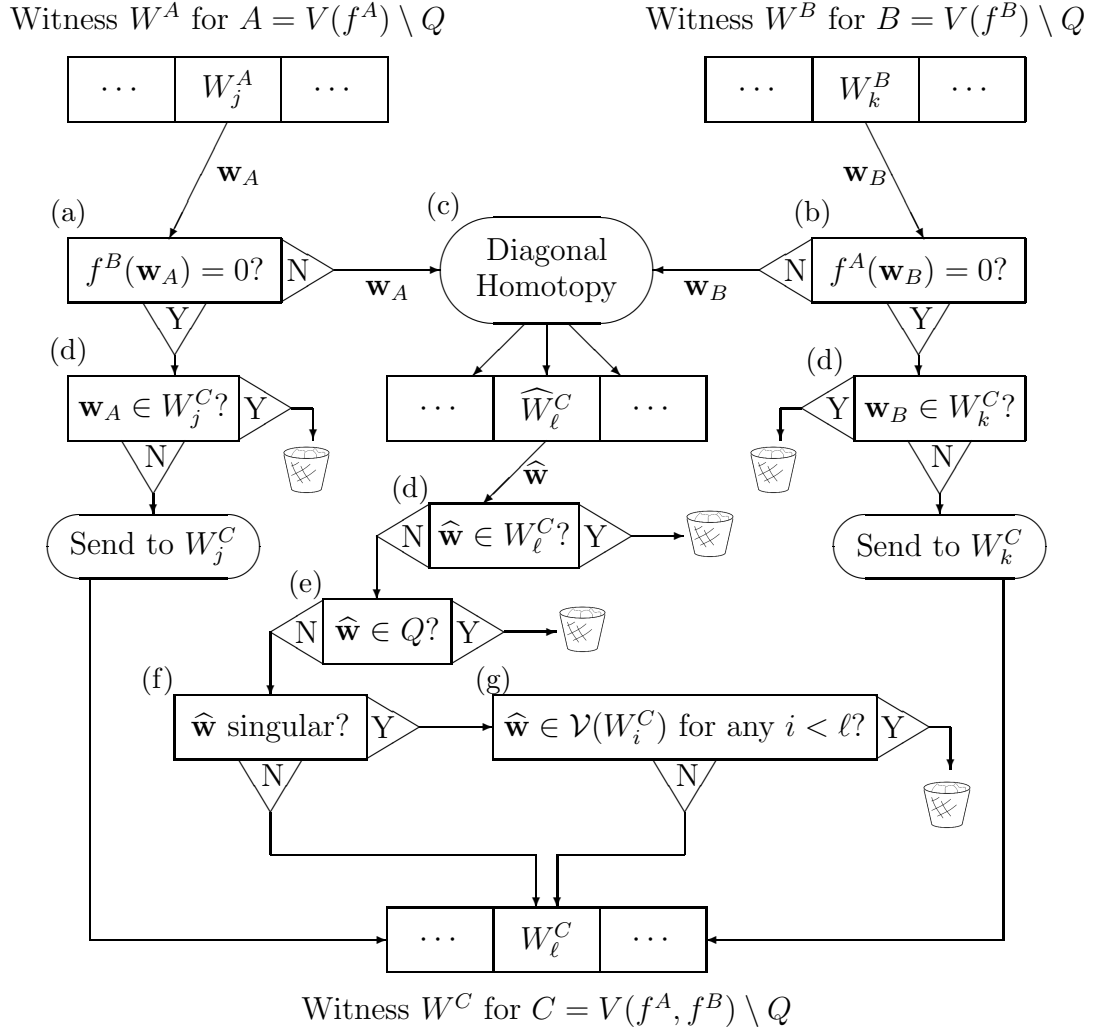 Witness W^A for A = V(f^A) \ Q
Witness W^B for B = V(f^B) \ Q
⋯ W_j^A ⋯
⋯ W_k^B ⋯
w_A
w_B
(a)
(c)
(b)
f^B(w_A) = 0?
N
w_A
Diagonal
Homotopy
w_B
N
f^A(w_B) = 0?
Y
Y
(d)
(d)
w_A ∈ W_j^C?
Y
⋯ Ŵ_ℓ^C ⋯
Y
w_B ∈ W_k^C?
N
N
ŵ
(d)
Send to W_j^C
N
ŵ ∈ W_ℓ^C?
Y
Send to W_k^C
(e)
N
ŵ ∈ Q?
Y
(f)
(g)
ŵ singular?
Y
ŵ ∈ 𝒱(W_i^C) for any i < ℓ?
Y
N
N
⋯ W_ℓ^C ⋯
Witness W^C for C = V(f^A, f^B) \ Q